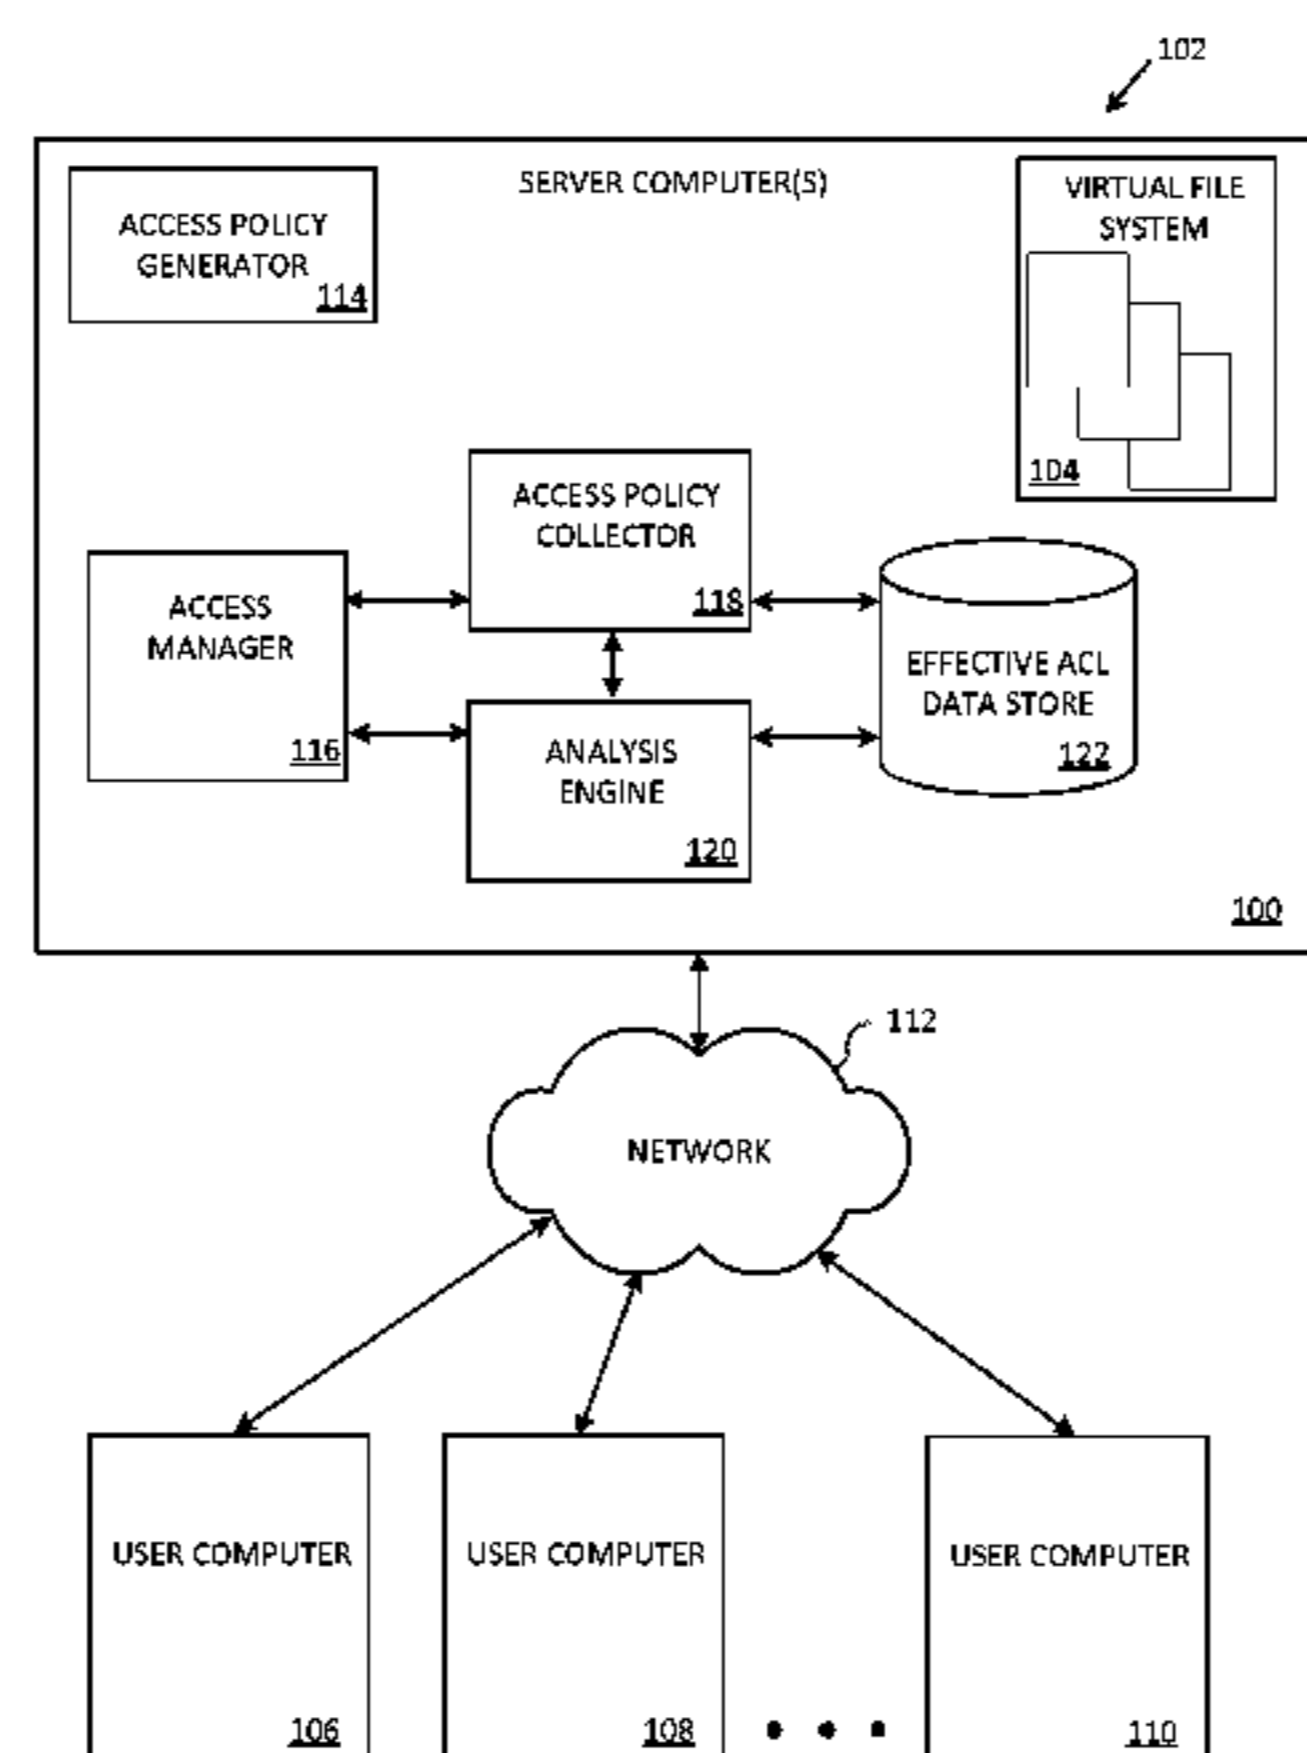 102
SERVER COMPUTER(S)
ACCESS POLICY
GENERATOR
114
VIRTUAL FILE
SYSTEM
104
ACCESS POLICY
COLLECTOR
118
ACCESS
MANAGER
116
ANALYSIS
ENGINE
120
EFFECTIVE ACL
DATA STORE
122
100
112
NETWORK
USER COMPUTER
106
USER COMPUTER
108
USER COMPUTER
110